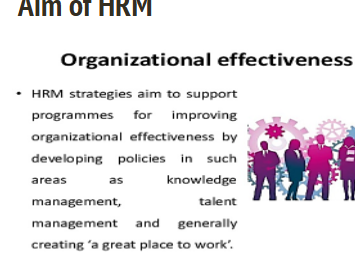 Aim of HRM
Organizational effectiveness
• HRM strategies aim to support
programmes for improving
organizational effectiveness by
developing policies in such
areas as knowledge
management, talent
management and generally
creating ‘a great place to work’.